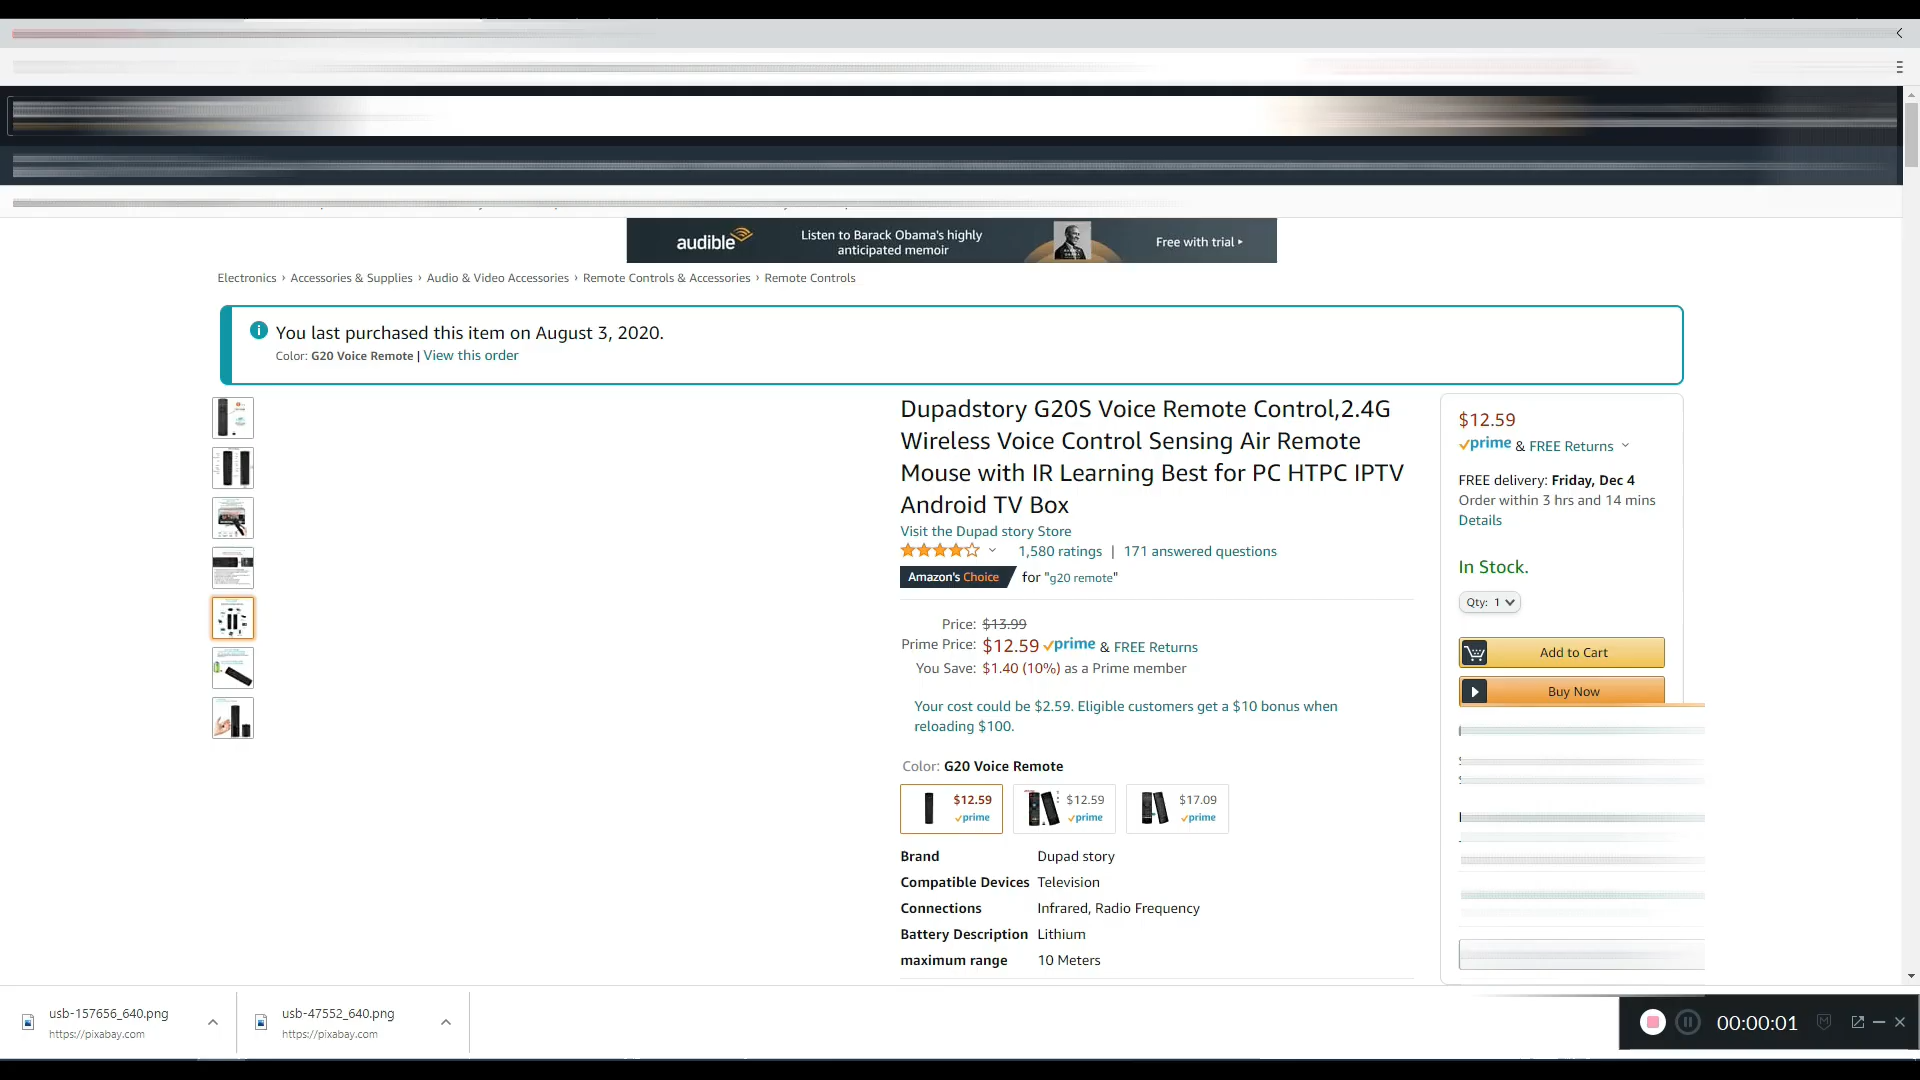 audible
Listen to Barack Obama's highly
anticipated memoir
Free with trial
Electronics › Accessories & Supplies › Audio & Video Accessories › Remote Controls & Accessories › Remote Controls
You last purchased this item on August 3, 2020.
Color: G20 Voice Remote | View this order
Dupadstory G20S Voice Remote Control,2.4G
Wireless Voice Control Sensing Air Remote
Mouse with IR Learning Best for PC HTPC IPTV
Android TV Box
Visit the Dupad story Store
1,580 ratings | 171 answered questions
Amazon's Choice for "g20 remote"
Price: $13.99
Prime Price: $12.59 prime & FREE Returns
You Save: $1.40 (10%) as a Prime member
Your cost could be $2.59. Eligible customers get a $10 bonus when
reloading $100.
Color: G20 Voice Remote
$12.59 prime
$12.59 prime
$17.09 prime
Brand Dupad story
Compatible Devices Television
Connections Infrared, Radio Frequency
Battery Description Lithium
maximum range 10 Meters
$12.59
prime & FREE Returns
FREE delivery: Friday, Dec 4
Order within 3 hrs and 14 mins
Details
In Stock.
Qty: 1
Add to Cart
Buy Now
usb-157656_640.png
https://pixabay.com
usb-47552_640.png
https://pixabay.com
00:00:01